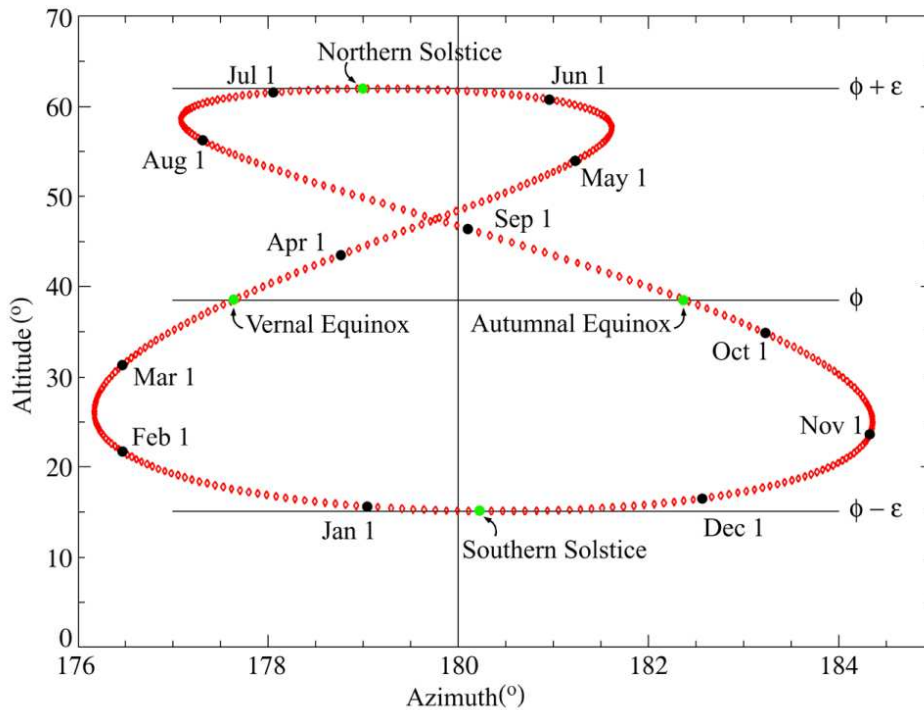 70
Northern Solstice
Jul 1
Jun 1
ϕ + ε
60
Aug 1
May 1
50
Sep 1
Apr 1
40
ϕ
Vernal Equinox
Autumnal Equinox
Oct 1
Mar 1
30
Nov 1
Feb 1
20
ϕ − ε
Jan 1
Dec 1
Southern Solstice
10
0
176
178
180
182
184
Azimuth(°)
Altitude(°)